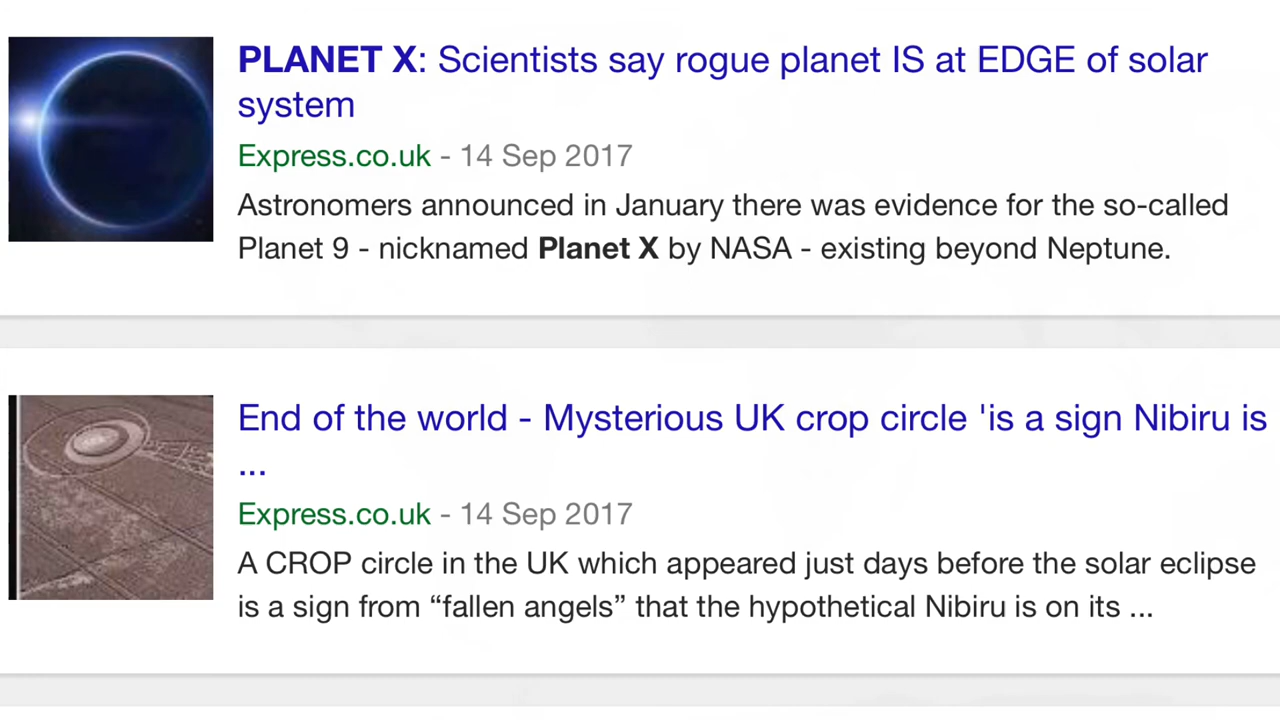 PLANET X: Scientists say rogue planet IS at EDGE of solar
system
Express.co.uk - 14 Sep 2017
Astronomers announced in January there was evidence for the so-called
Planet 9 - nicknamed Planet X by NASA - existing beyond Neptune.
End of the world - Mysterious UK crop circle 'is a sign Nibiru is
...
Express.co.uk - 14 Sep 2017
A CROP circle in the UK which appeared just days before the solar eclipse
is a sign from “fallen angels” that the hypothetical Nibiru is on its ...